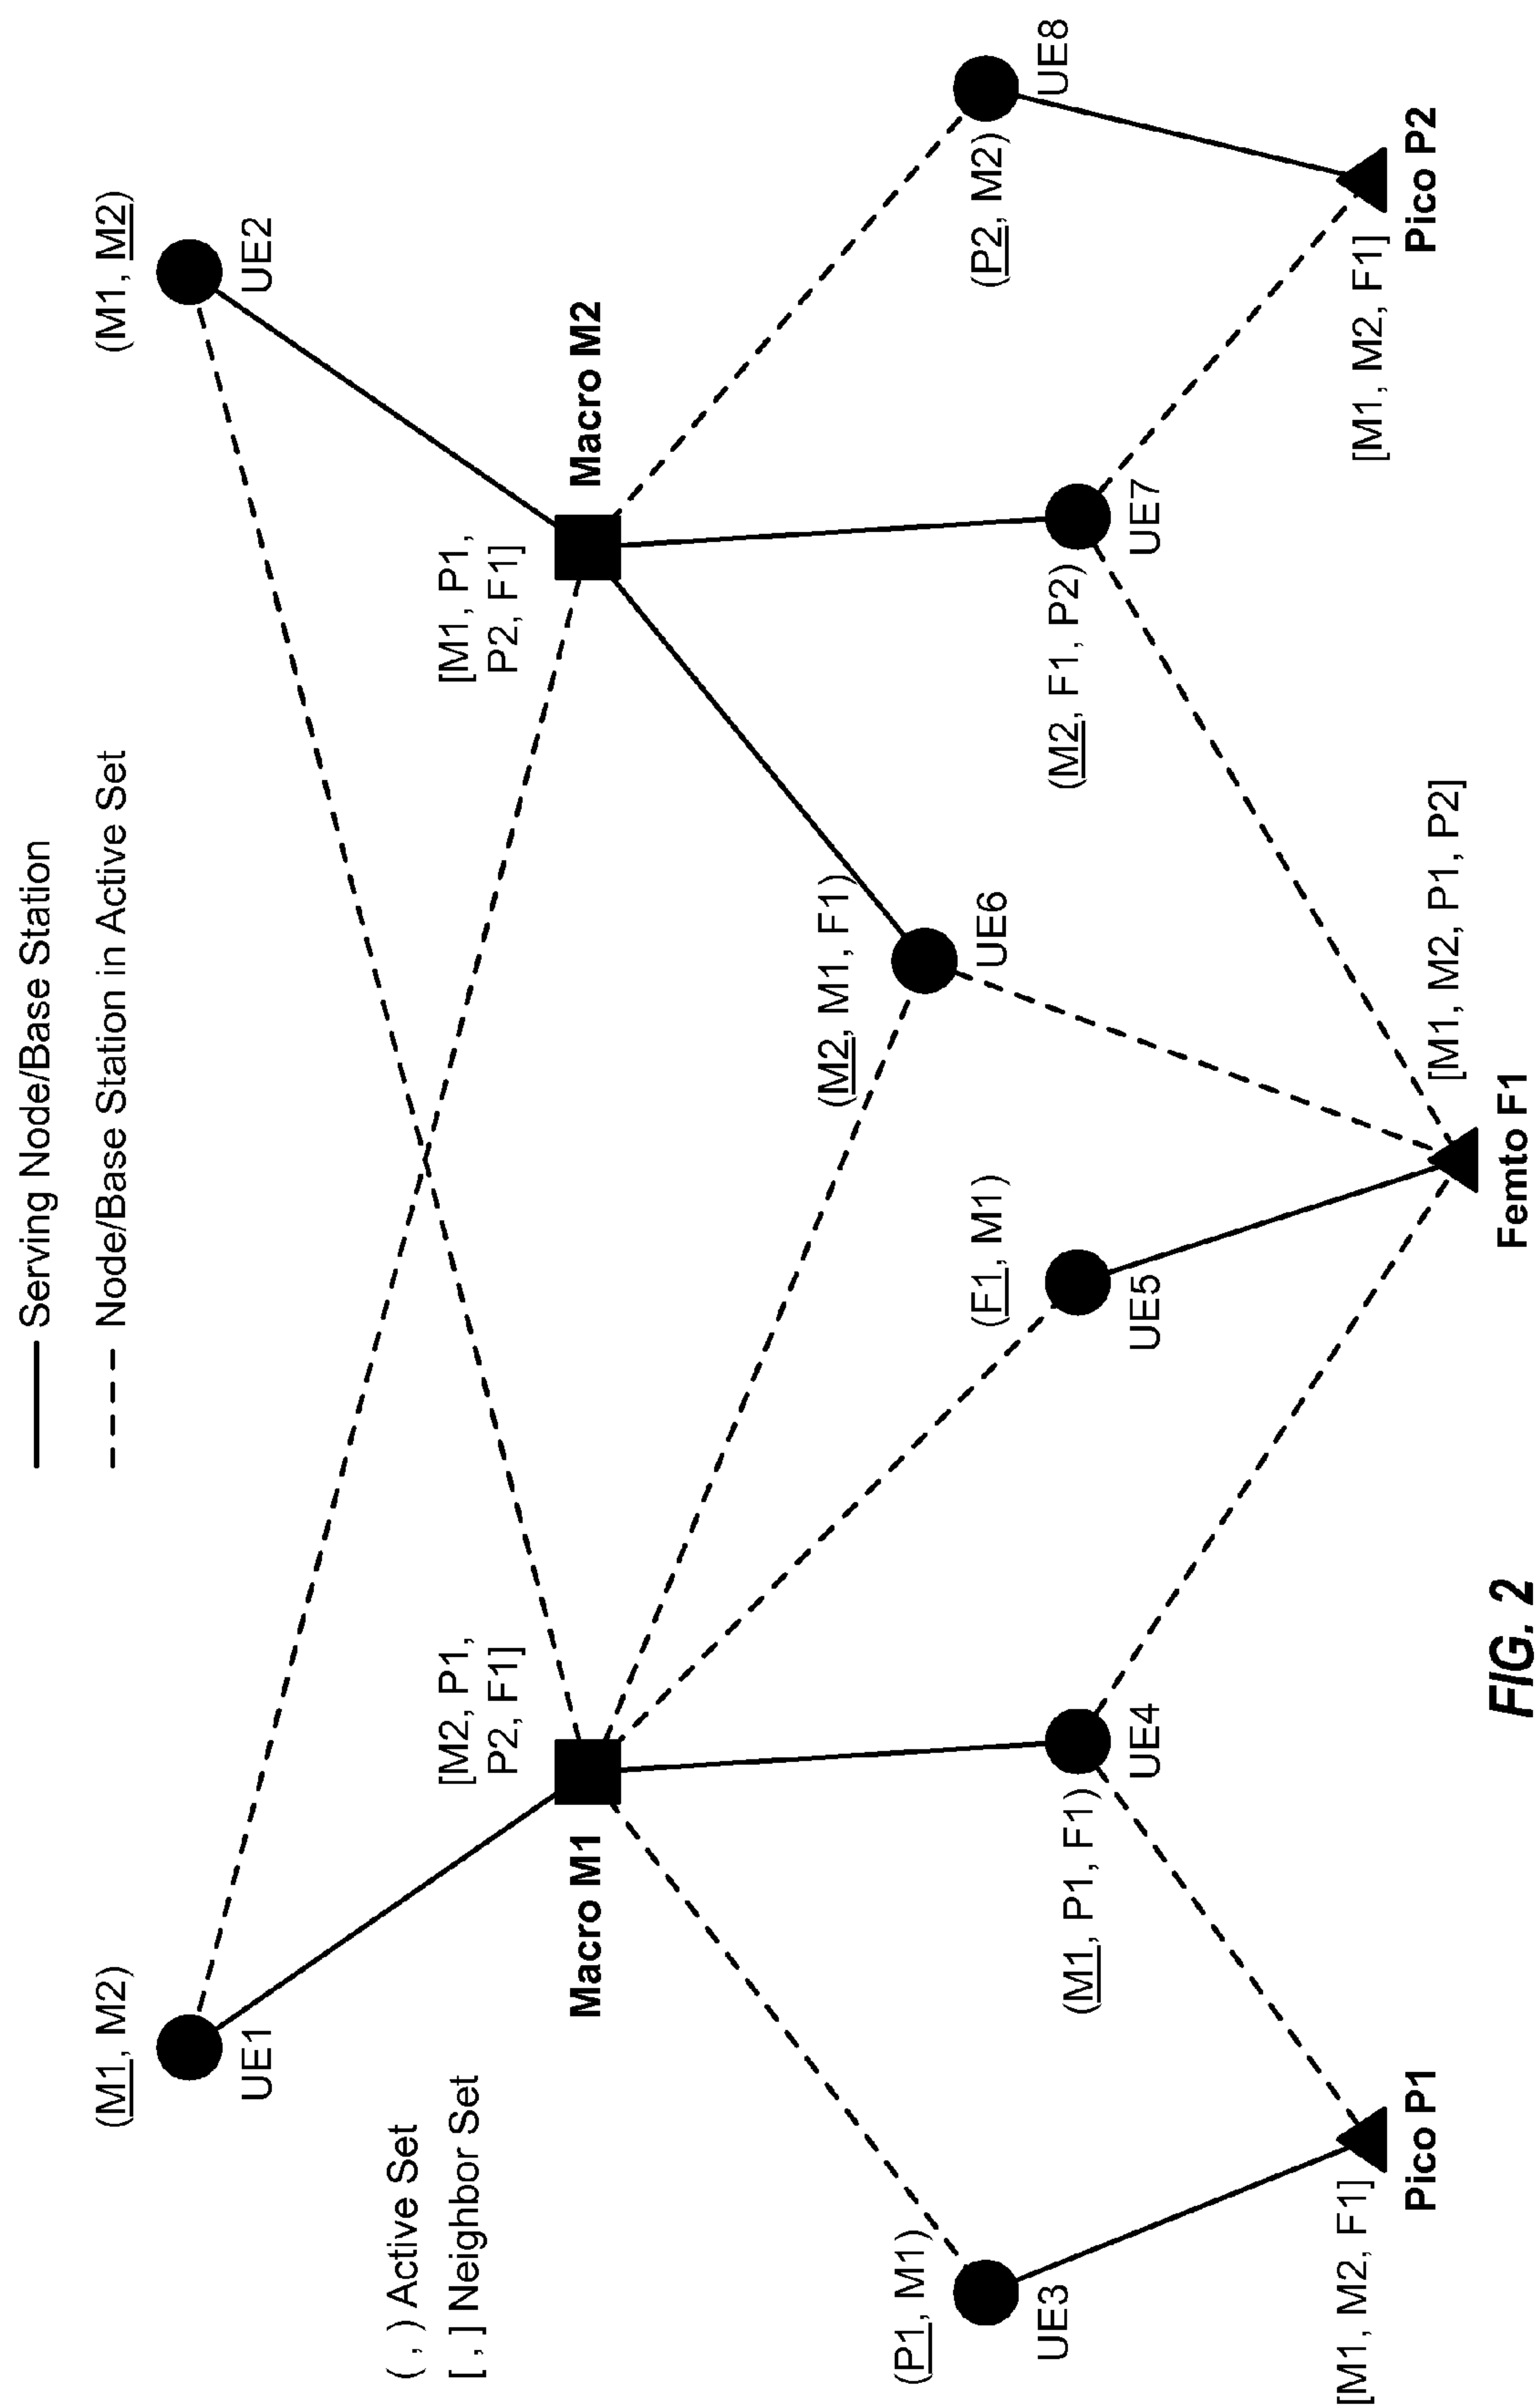 Serving Node/Base Station
Node/Base Station in Active Set
(M1, M2)
UE1
(M1, M2)
UE2
( , ) Active Set
[ , ] Neighbor Set
[M2, P1,
P2, F1]
Macro M1
[M1, P1,
P2, F1]
Macro M2
(P1, M1)
UE3
(M1, P1, F1)
UE4
(F1, M1)
UE5
(M2, M1, F1)
UE6
(M2, F1, P2)
UE7
(P2, M2)
UE8
[M1, M2, F1]
Pico P1
[M1, M2, P1, P2]
Femto F1
[M1, M2, F1]
Pico P2
FIG. 2